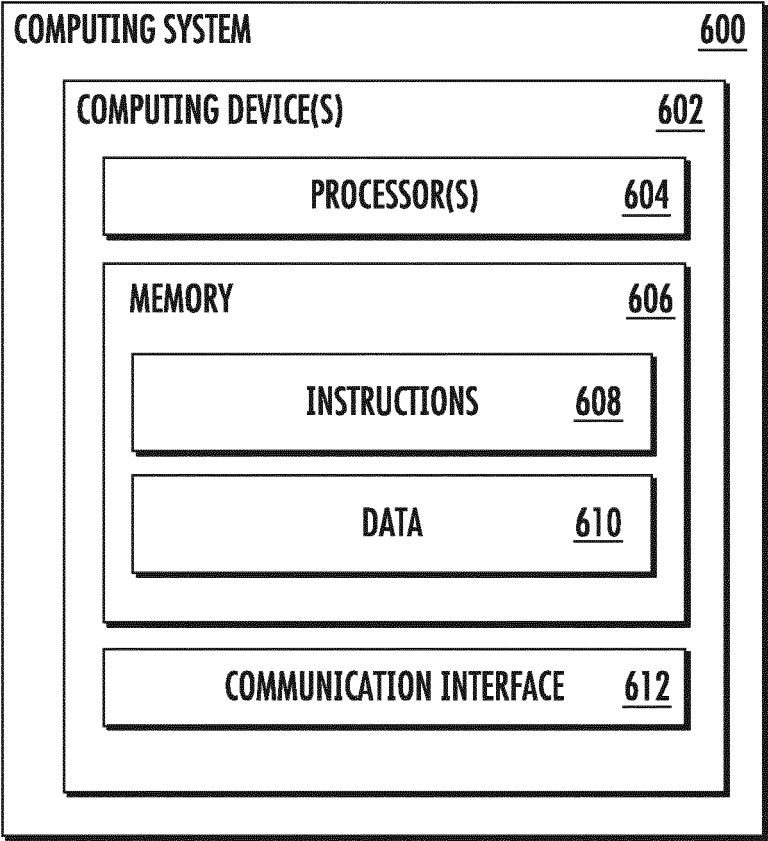 COMPUTING SYSTEM 600
COMPUTING DEVICE(S) 602
PROCESSOR(S) 604
MEMORY 606
INSTRUCTIONS 608
DATA 610
COMMUNICATION INTERFACE 612